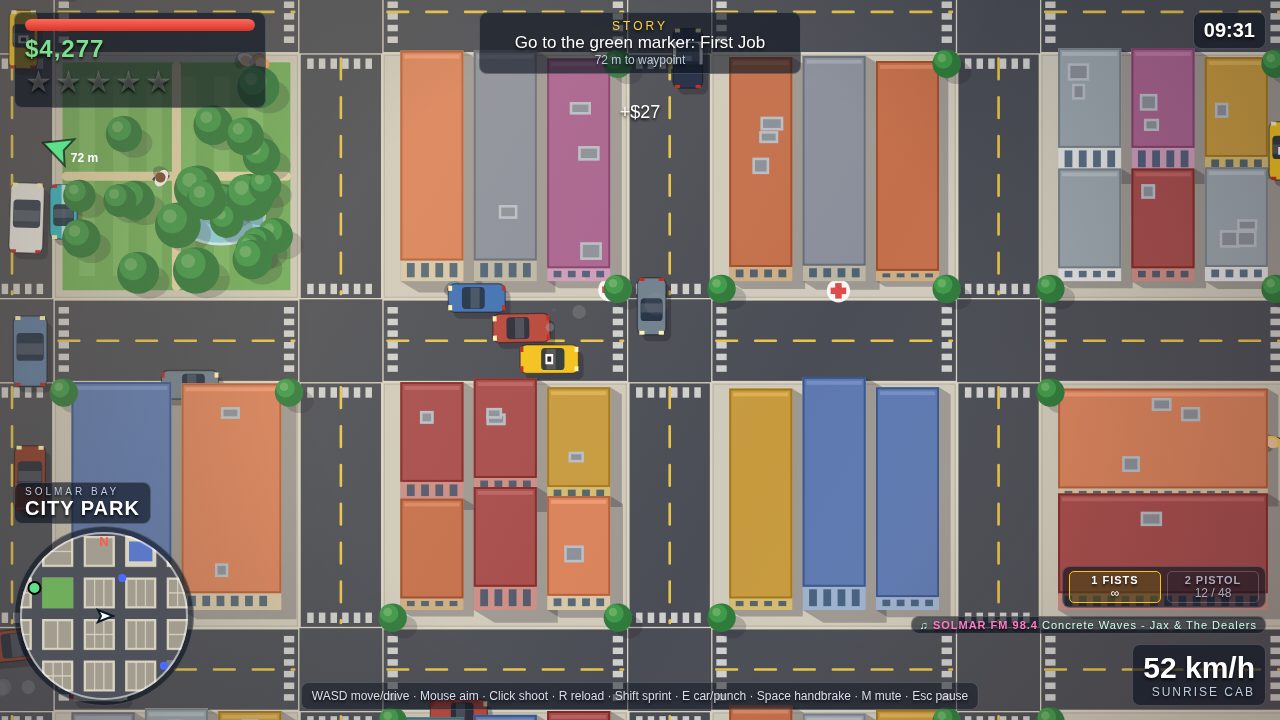 $4,277
STORY
Go to the green marker: First Job
72 m to waypoint
09:31
+$27
72 m
SOLMAR BAY
CITY PARK
N
1 FISTS
∞
2 PISTOL
12 / 48
♫ SOLMAR FM 98.4 Concrete Waves - Jax & The Dealers
52 km/h
SUNRISE CAB
WASD move/drive · Mouse aim · Click shoot · R reload · Shift sprint · E car/punch · Space handbrake · M mute · Esc pause